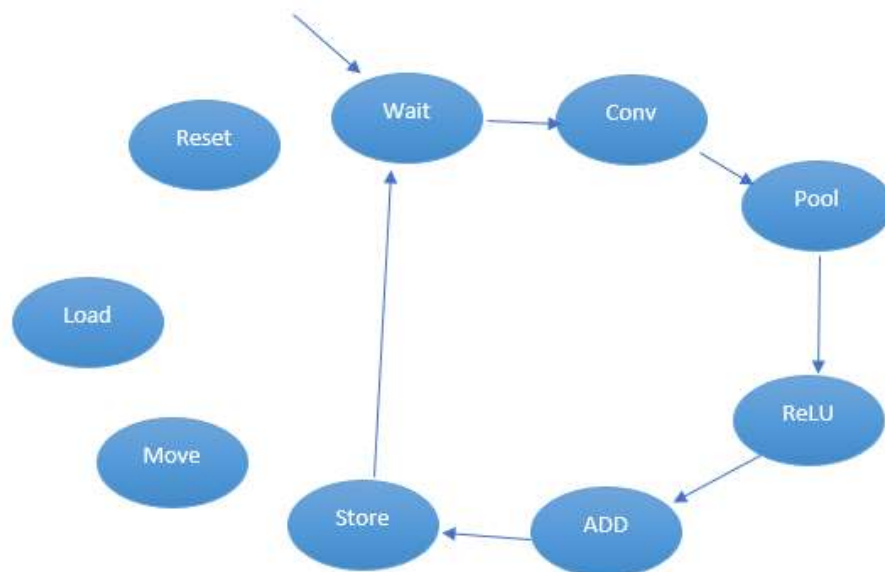 Wait
Conv
Reset
Pool
Load
ReLU
Move
Store
ADD